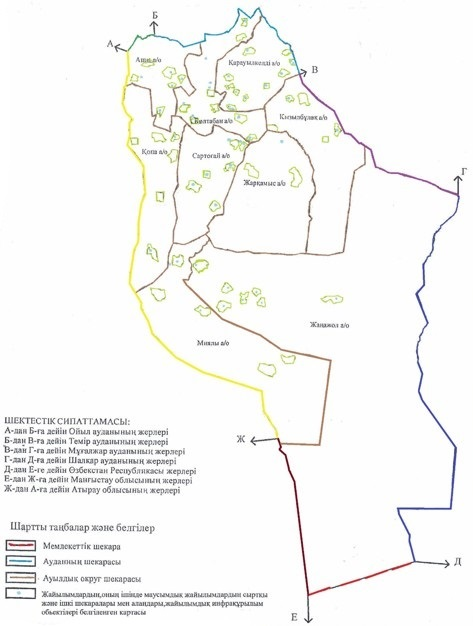 Б
А
Ащы а/о
Қарауылкелді а/о
В
Қызылбұлақ а/о
Қопа а/о
Сартоғай а/о
Жарқамыс а/о
Г
Жаңажол а/о
Миялы а/о
ШЕКТЕСТІК СИПАТТАМАСЫ:
А-дан Б-ға дейін Ойыл ауданының жерлері
Б-дан В-ға дейін Темір ауданының жерлері
В-дан Г-ға дейін Мұғалжар ауданының жерлері
Г-дан Д-ға дейін Шалқар ауданының жерлері
Д-дан Е-ге дейін Өзбекстан Республикасы жерлері
Е-дан Ж-ға дейін Маңғыстау облысының жерлері
Ж-дан А-ға дейін Атырау облысының жерлері
Ж
Шартты таңбалар және белгілер
Мемлекеттік шекара
Ауданның шекарасы
Ауылдық округ шекарасы
Жайылымдардың,оның ішінде маусымдық жайылымдардың сыртқы
және ішкі шекаралары мен алаңдары,жайылымдық инфрақұрылым
обьектілері белгіленген картасы
Д
Е